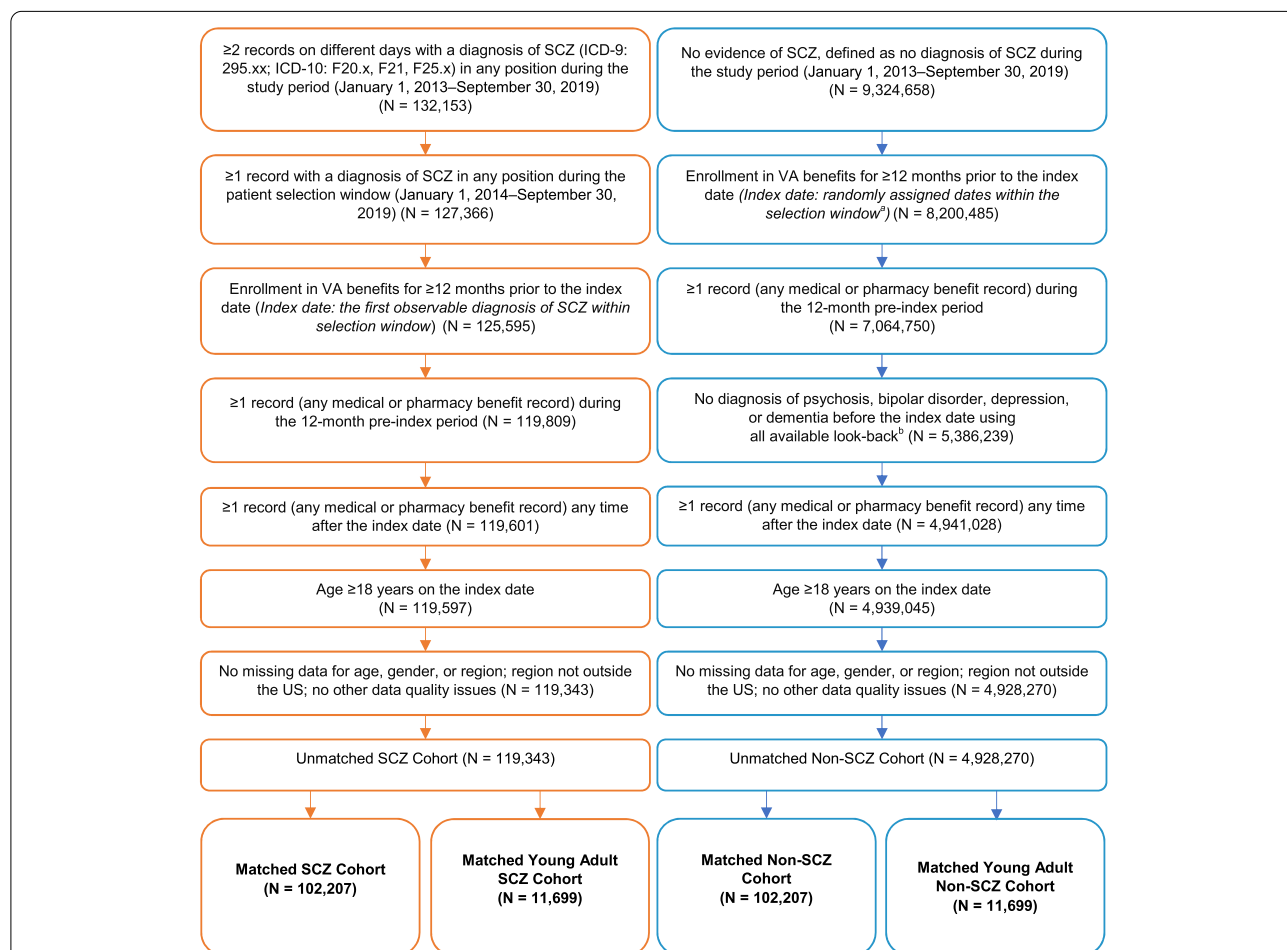 ≥2 records on different days with a diagnosis of SCZ (ICD-9:
295.xx; ICD-10: F20.x, F21, F25.x) in any position during the
study period (January 1, 2013–September 30, 2019)
(N = 132,153)
No evidence of SCZ, defined as no diagnosis of SCZ during
the study period (January 1, 2013–September 30, 2019)
(N = 9,324,658)
≥1 record with a diagnosis of SCZ in any position during the
patient selection window (January 1, 2014–September 30,
2019) (N = 127,366)
Enrollment in VA benefits for ≥12 months prior to the index
date (Index date: randomly assigned dates within the
selection windowᵃ) (N = 8,200,485)
Enrollment in VA benefits for ≥12 months prior to the index
date (Index date: the first observable diagnosis of SCZ within
selection window) (N = 125,595)
≥1 record (any medical or pharmacy benefit record) during
the 12-month pre-index period
(N = 7,064,750)
≥1 record (any medical or pharmacy benefit record) during
the 12-month pre-index period (N = 119,809)
No diagnosis of psychosis, bipolar disorder, depression,
or dementia before the index date using
all available look-backᵇ (N = 5,386,239)
≥1 record (any medical or pharmacy benefit record) any time
after the index date (N = 119,601)
≥1 record (any medical or pharmacy benefit record) any time
after the index date (N = 4,941,028)
Age ≥18 years on the index date
(N = 119,597)
Age ≥18 years on the index date
(N = 4,939,045)
No missing data for age, gender, or region; region not outside
the US; no other data quality issues (N = 119,343)
No missing data for age, gender, or region; region not outside
the US; no other data quality issues (N = 4,928,270)
Unmatched SCZ Cohort (N = 119,343)
Unmatched Non-SCZ Cohort (N = 4,928,270)
Matched SCZ Cohort
(N = 102,207)
Matched Young Adult
SCZ Cohort
(N = 11,699)
Matched Non-SCZ
Cohort
(N = 102,207)
Matched Young Adult
Non-SCZ Cohort
(N = 11,699)